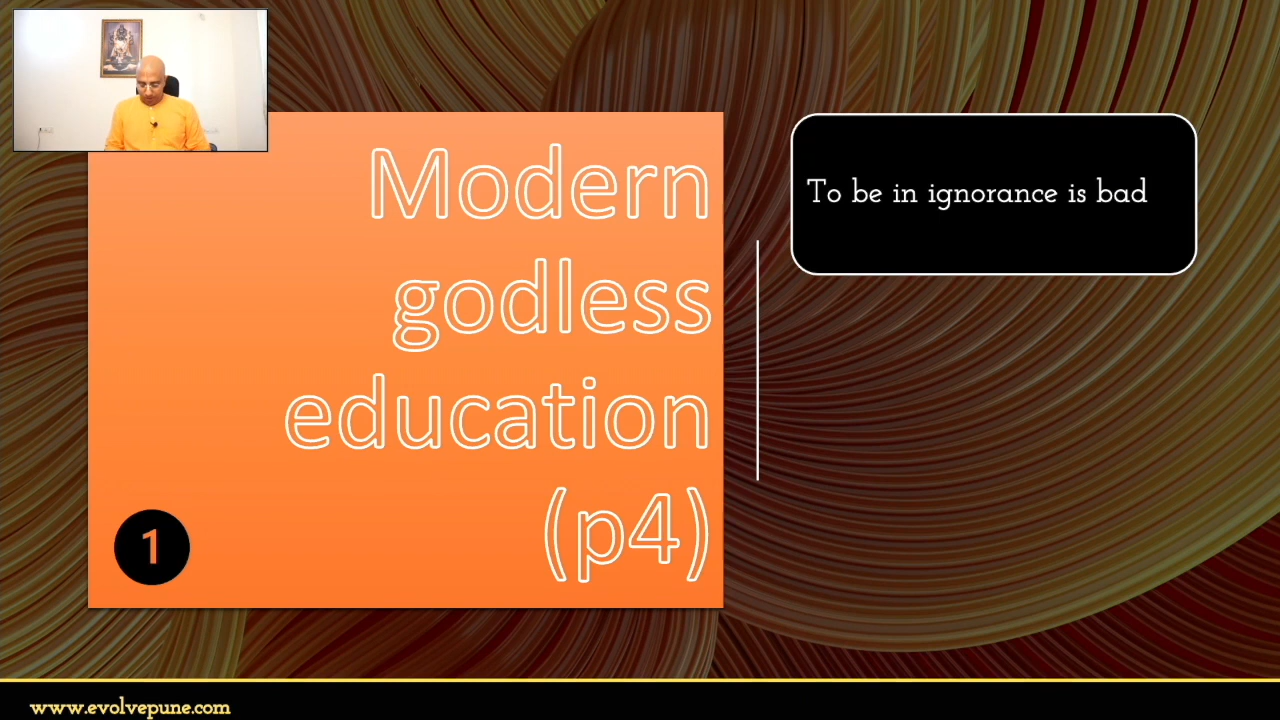 Modern
godless
education
(p4)
1
To be in ignorance is bad
www.evolvepune.com